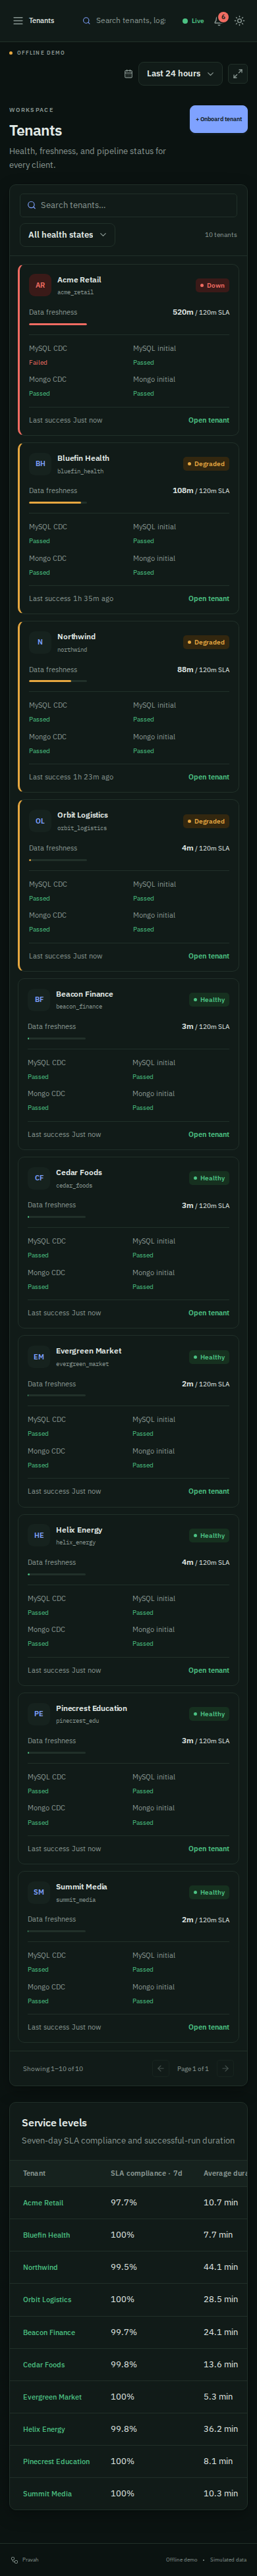 Tenants
Search tenants, log
Live
6
OFFLINE DEMO
Last 24 hours
WORKSPACE
Tenants
Health, freshness, and pipeline status for
every client.
+ Onboard tenant
Search tenants...
All health states
10 tenants
AR
Acme Retail
acme_retail
Down
Data freshness
520m / 120m SLA
MySQL CDC
MySQL initial
Failed
Passed
Mongo CDC
Mongo initial
Passed
Passed
Last success Just now
Open tenant
BH
Bluefin Health
bluefin_health
Degraded
Data freshness
108m / 120m SLA
MySQL CDC
MySQL initial
Passed
Passed
Mongo CDC
Mongo initial
Passed
Passed
Last success 1h 35m ago
Open tenant
N
Northwind
northwind
Degraded
Data freshness
88m / 120m SLA
MySQL CDC
MySQL initial
Passed
Passed
Mongo CDC
Mongo initial
Passed
Passed
Last success 1h 23m ago
Open tenant
OL
Orbit Logistics
orbit_logistics
Degraded
Data freshness
4m / 120m SLA
MySQL CDC
MySQL initial
Passed
Passed
Mongo CDC
Mongo initial
Passed
Passed
Last success Just now
Open tenant
BF
Beacon Finance
beacon_finance
Healthy
Data freshness
3m / 120m SLA
MySQL CDC
MySQL initial
Passed
Passed
Mongo CDC
Mongo initial
Passed
Passed
Last success Just now
Open tenant
CF
Cedar Foods
cedar_foods
Healthy
Data freshness
3m / 120m SLA
MySQL CDC
MySQL initial
Passed
Passed
Mongo CDC
Mongo initial
Passed
Passed
Last success Just now
Open tenant
EM
Evergreen Market
evergreen_market
Healthy
Data freshness
2m / 120m SLA
MySQL CDC
MySQL initial
Passed
Passed
Mongo CDC
Mongo initial
Passed
Passed
Last success Just now
Open tenant
HE
Helix Energy
helix_energy
Healthy
Data freshness
4m / 120m SLA
MySQL CDC
MySQL initial
Passed
Passed
Mongo CDC
Mongo initial
Passed
Passed
Last success Just now
Open tenant
PE
Pinecrest Education
pinecrest_edu
Healthy
Data freshness
3m / 120m SLA
MySQL CDC
MySQL initial
Passed
Passed
Mongo CDC
Mongo initial
Passed
Passed
Last success Just now
Open tenant
SM
Summit Media
summit_media
Healthy
Data freshness
2m / 120m SLA
MySQL CDC
MySQL initial
Passed
Passed
Mongo CDC
Mongo initial
Passed
Passed
Last success Just now
Open tenant
Showing 1–10 of 10
Page 1 of 1
Service levels
Seven-day SLA compliance and successful-run duration
Tenant SLA compliance · 7d Average dura
Acme Retail 97.7% 10.7 min
Bluefin Health 100% 7.7 min
Northwind 99.5% 44.1 min
Orbit Logistics 100% 28.5 min
Beacon Finance 99.7% 24.1 min
Cedar Foods 99.8% 13.6 min
Evergreen Market 100% 5.3 min
Helix Energy 99.8% 36.2 min
Pinecrest Education 100% 8.1 min
Summit Media 100% 10.3 min
Pravah
Offline demo • Simulated data